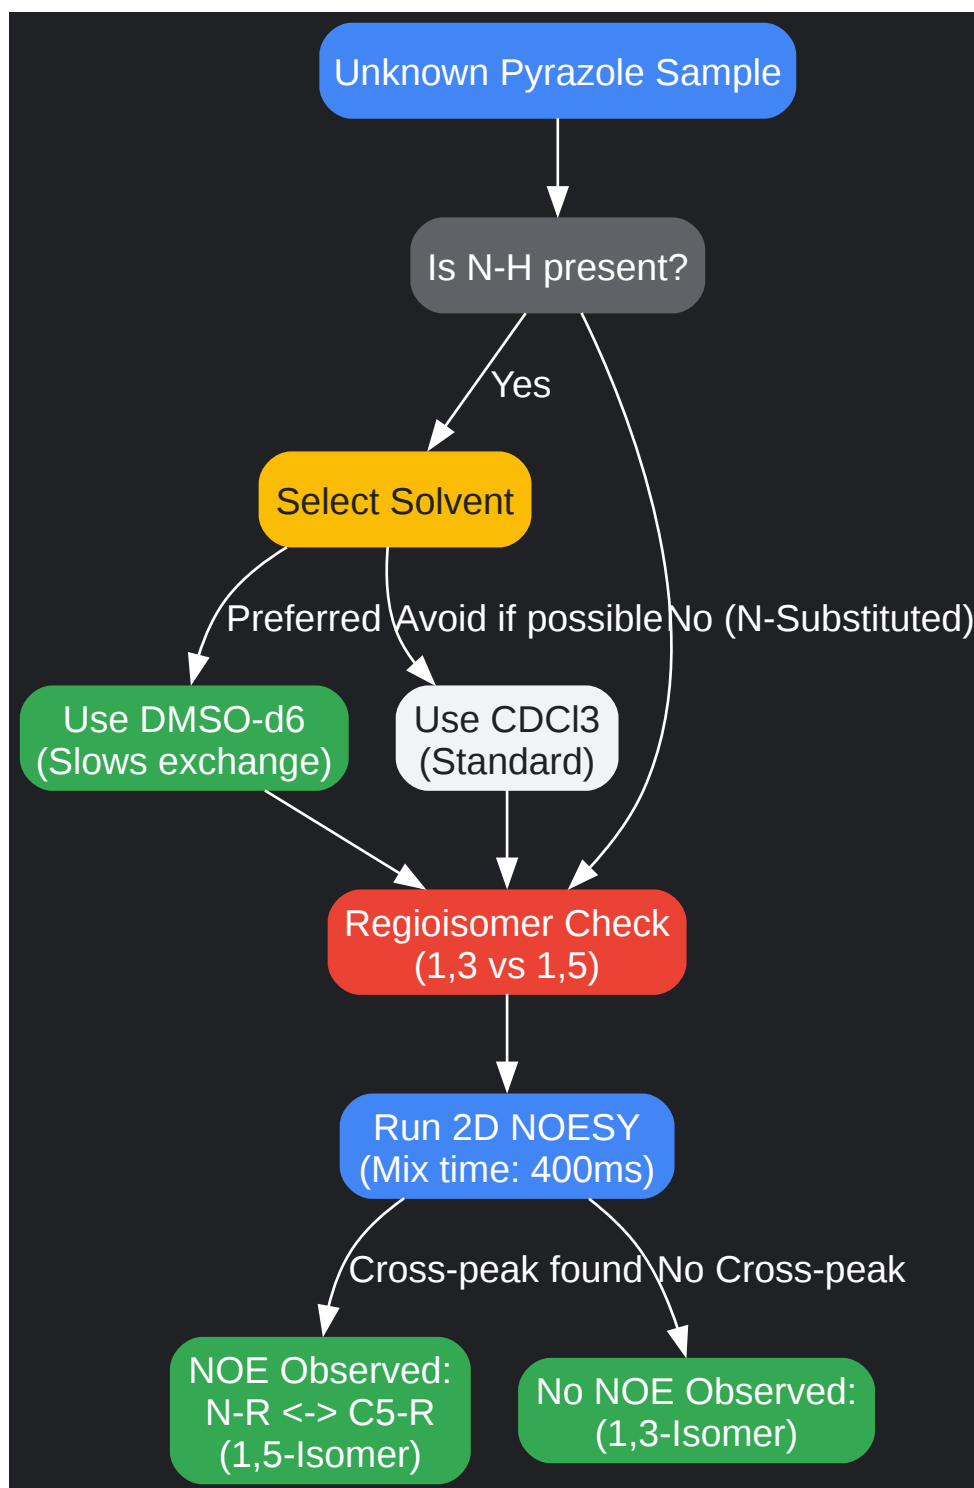 Unknown Pyrazole Sample
Is N-H present?
Yes
Select Solvent
Preferred
Avoid if possible
No (N-Substituted)
Use DMSO-d6
(Slows exchange)
Use CDCl3
(Standard)
Regioisomer Check
(1,3 vs 1,5)
Run 2D NOESY
(Mix time: 400ms)
Cross-peak found
No Cross-peak
NOE Observed:
N-R <-> C5-R
(1,5-Isomer)
No NOE Observed:
(1,3-Isomer)